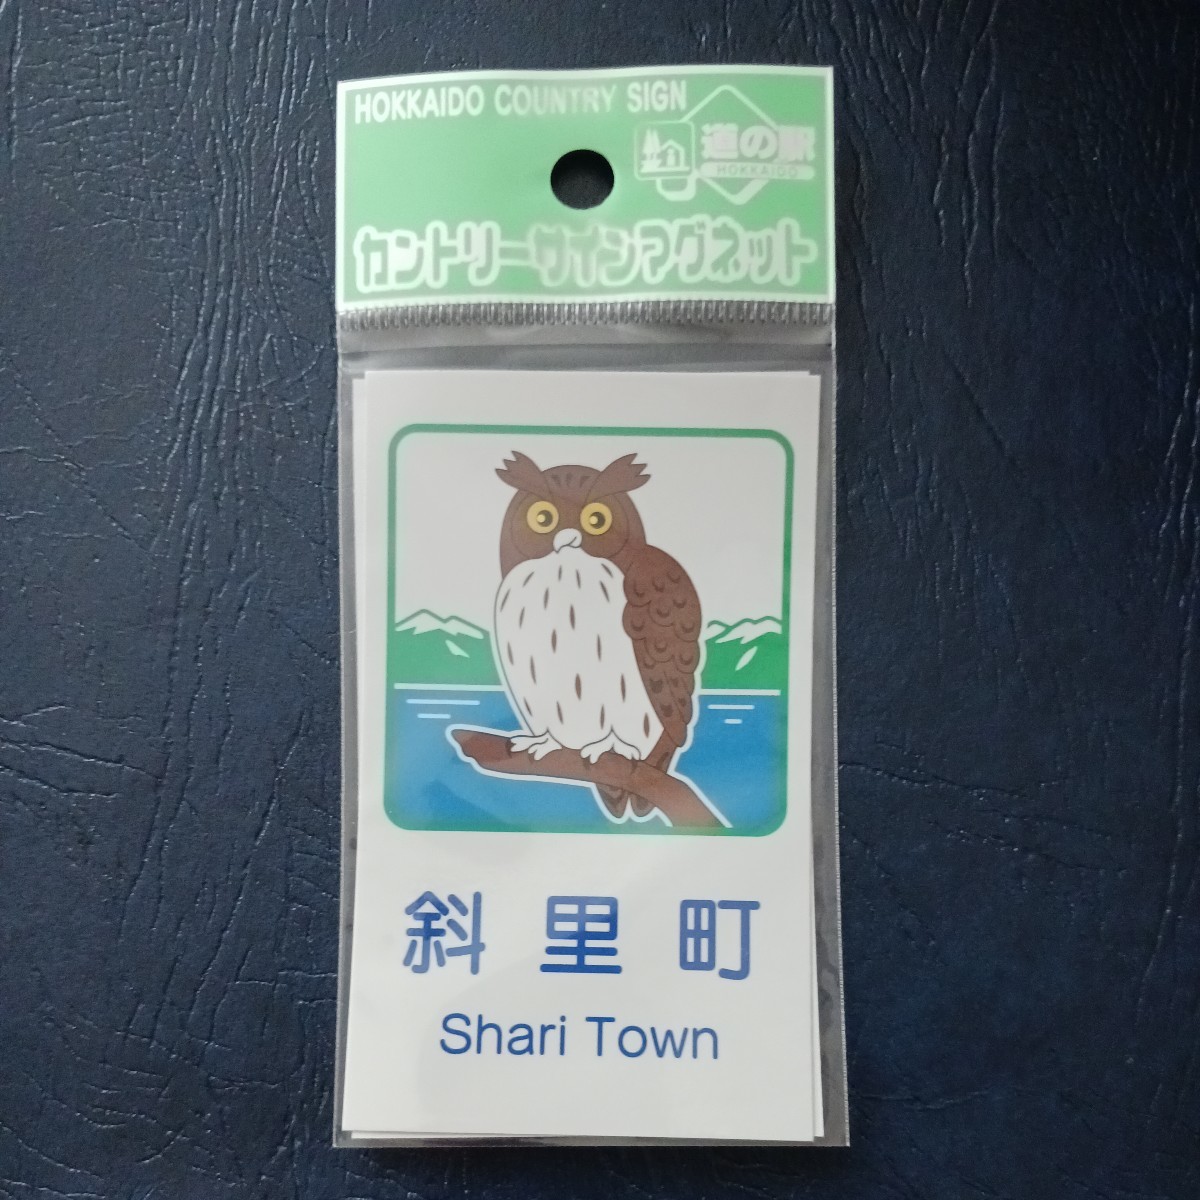 HOKKAIDO COUNTRY SIGN
道の駅
HOKKAIDO
カントリーサインマグネット
斜里町
Shari Town